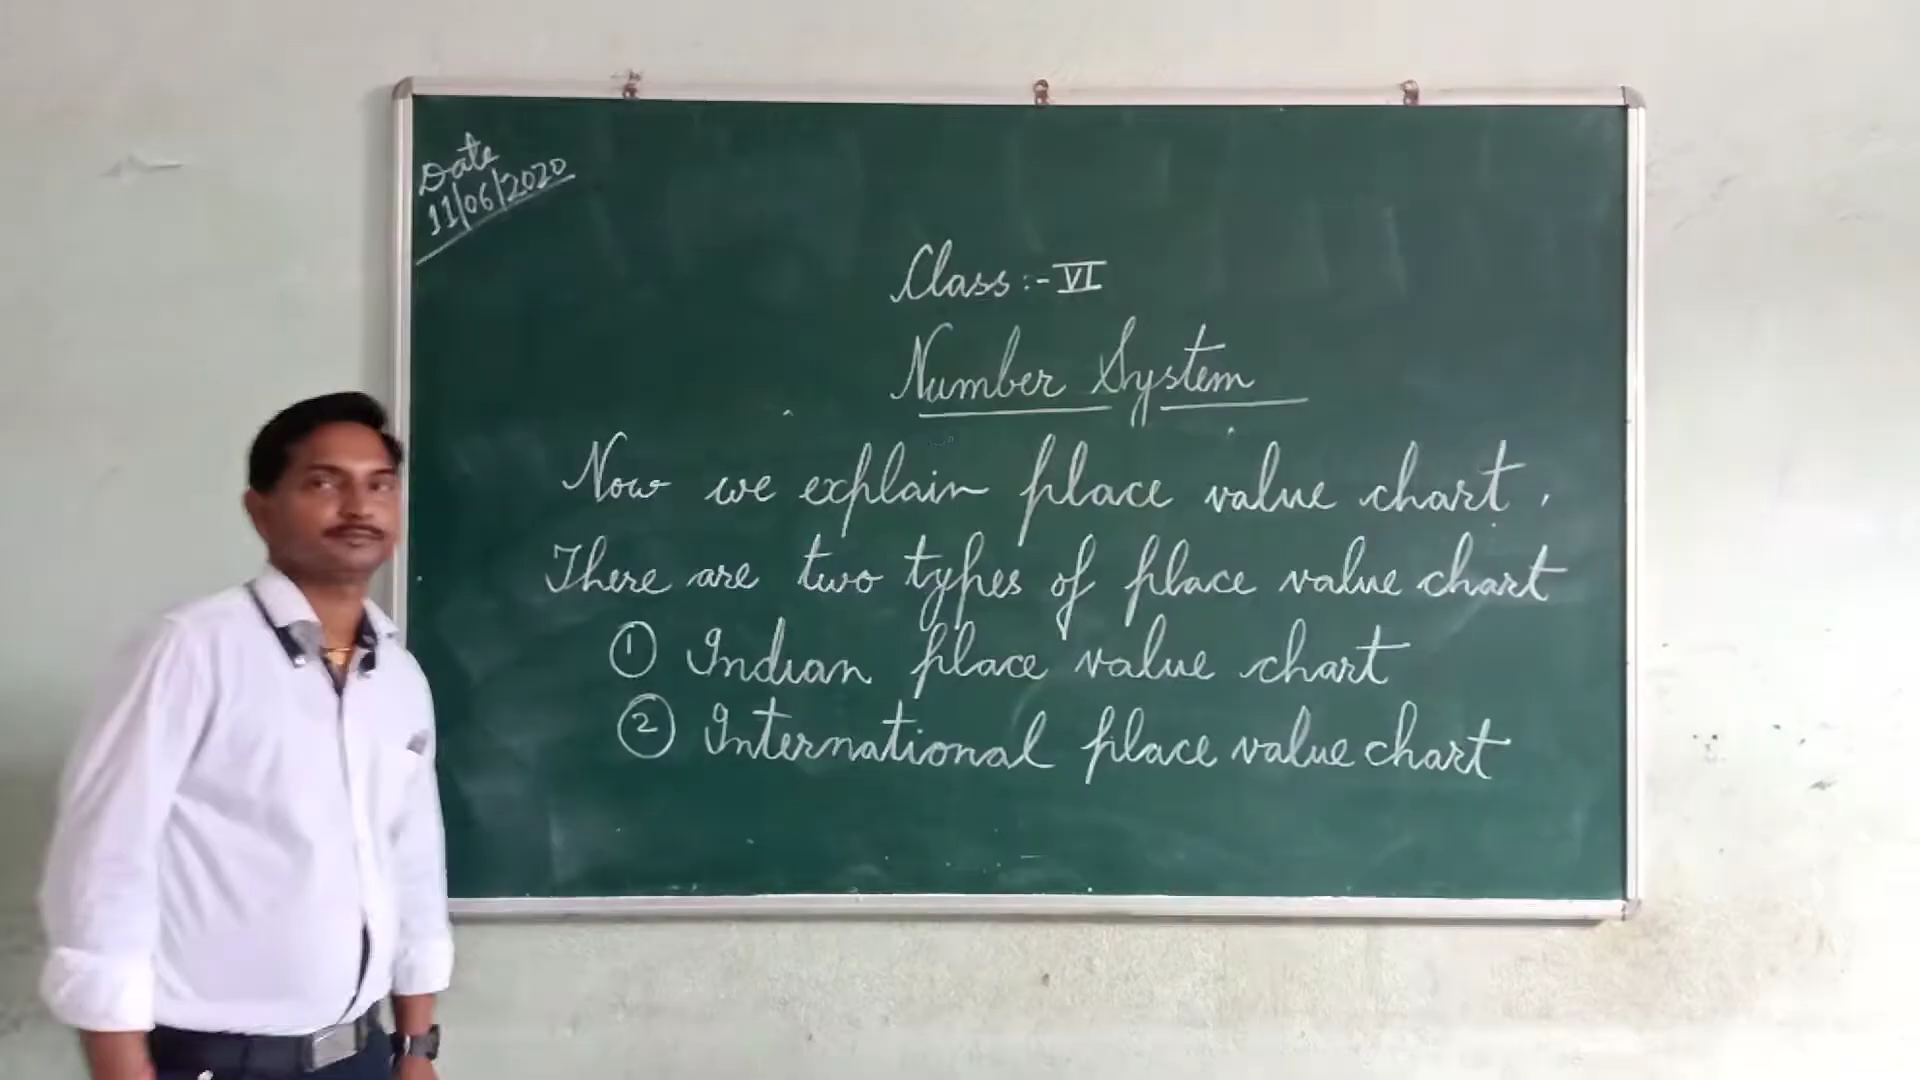 Date
11/06/2020
Class :- VI
Number System
Now we explain place value chart.
There are two types of place value chart
① Indian place value chart
② International place value chart